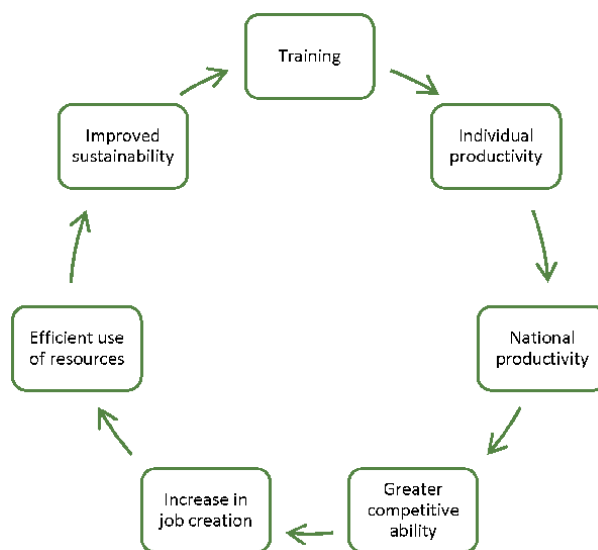 Training
Individual
productivity
National
productivity
Greater
competitive
ability
Increase in
job creation
Efficient use
of resources
Improved
sustainability